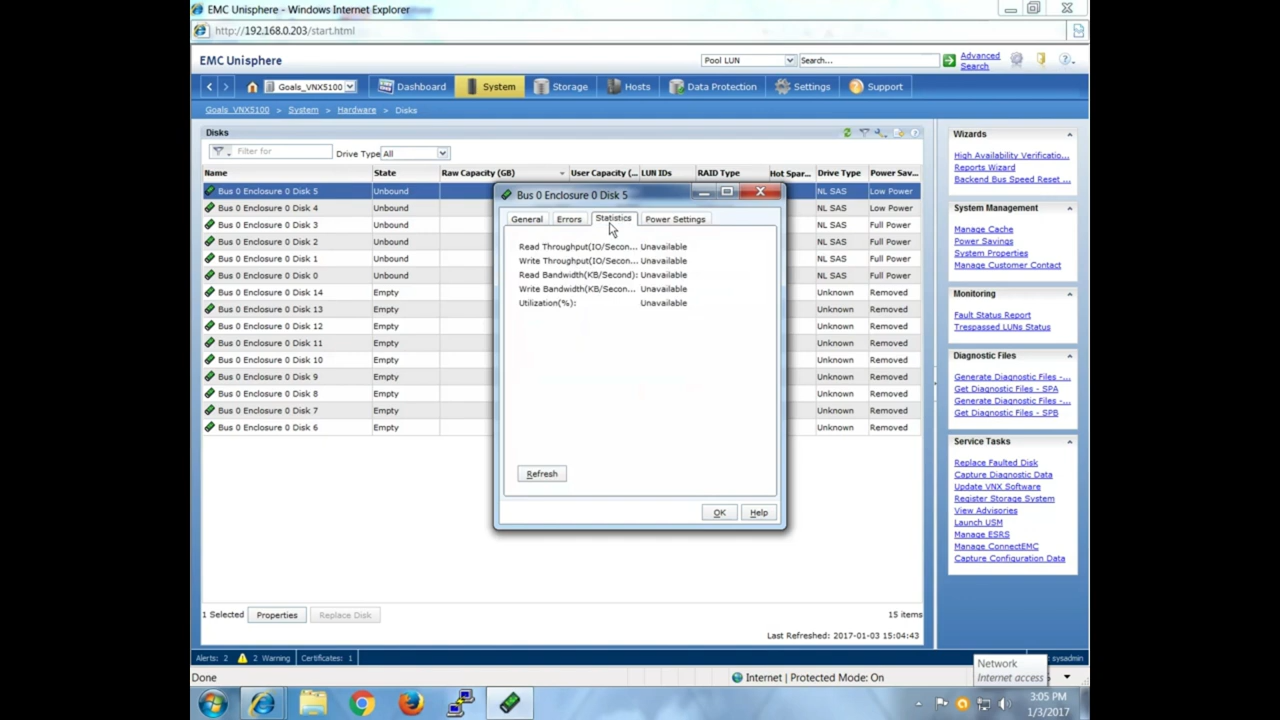 EMC Unisphere - Windows Internet Explorer
http://192.168.0.203/start.html
EMC Unisphere
Pool LUN
Search...
Advanced Search
Goals_VNX5100
Dashboard
System
Storage
Hosts
Data Protection
Settings
Support
Goals_VNX5100 > System > Hardware > Disks
Disks
Filter for
Drive Type All
Name State Raw Capacity (GB) User Capacity (... LUN IDs RAID Type Hot Spar... Drive Type Power Sav...
Bus 0 Enclosure 0 Disk 5 Unbound NL SAS Low Power
Bus 0 Enclosure 0 Disk 4 Unbound NL SAS Low Power
Bus 0 Enclosure 0 Disk 3 Unbound NL SAS Full Power
Bus 0 Enclosure 0 Disk 2 Unbound NL SAS Full Power
Bus 0 Enclosure 0 Disk 1 Unbound NL SAS Full Power
Bus 0 Enclosure 0 Disk 0 Unbound NL SAS Full Power
Bus 0 Enclosure 0 Disk 14 Empty Unknown Removed
Bus 0 Enclosure 0 Disk 13 Empty Unknown Removed
Bus 0 Enclosure 0 Disk 12 Empty Unknown Removed
Bus 0 Enclosure 0 Disk 11 Empty Unknown Removed
Bus 0 Enclosure 0 Disk 10 Empty Unknown Removed
Bus 0 Enclosure 0 Disk 9 Empty Unknown Removed
Bus 0 Enclosure 0 Disk 8 Empty Unknown Removed
Bus 0 Enclosure 0 Disk 7 Empty Unknown Removed
Bus 0 Enclosure 0 Disk 6 Empty Unknown Removed
Bus 0 Enclosure 0 Disk 5
General Errors Statistics Power Settings
Read Throughput(IO/Secon... Unavailable
Write Throughput(IO/Secon... Unavailable
Read Bandwidth(KB/Second): Unavailable
Write Bandwidth(KB/Secon... Unavailable
Utilization(%): Unavailable
Refresh
OK Help
1 Selected Properties Replace Disk 15 items
Last Refreshed: 2017-01-03 15:04:43
Wizards
High Availability Verificatio...
Reports Wizard
Backend Bus Speed Reset ...
System Management
Manage Cache
Power Savings
System Properties
Manage Customer Contact
Monitoring
Fault Status Report
Trespassed LUNs Status
Diagnostic Files
Generate Diagnostic Files -...
Get Diagnostic Files - SPA
Generate Diagnostic Files -...
Get Diagnostic Files - SPB
Service Tasks
Replace Faulted Disk
Capture Diagnostic Data
Update VNX Software
Register Storage System
View Advisories
Launch USM
Manage ESRS
Manage ConnectEMC
Capture Configuration Data
Alerts: 2 2 Warning Certificates: 1 sysadmin
Network
Internet access
Done Internet | Protected Mode: On
3:05 PM
1/3/2017